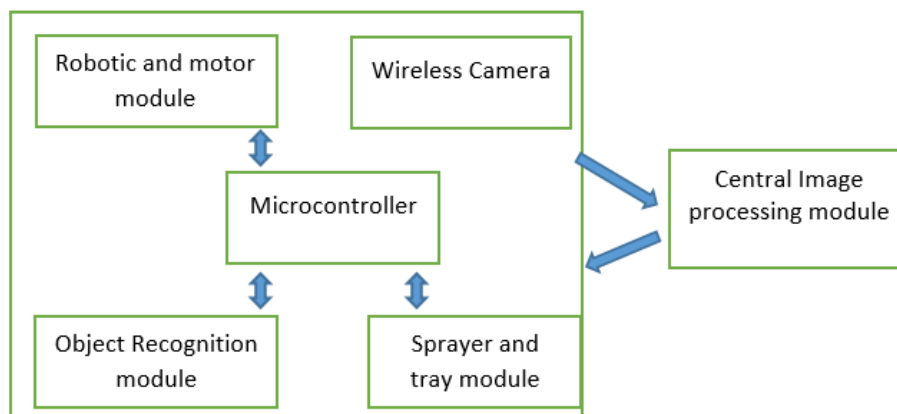 Robotic and motor
module
Wireless Camera
Microcontroller
Central Image
processing module
Object Recognition
module
Sprayer and
tray module